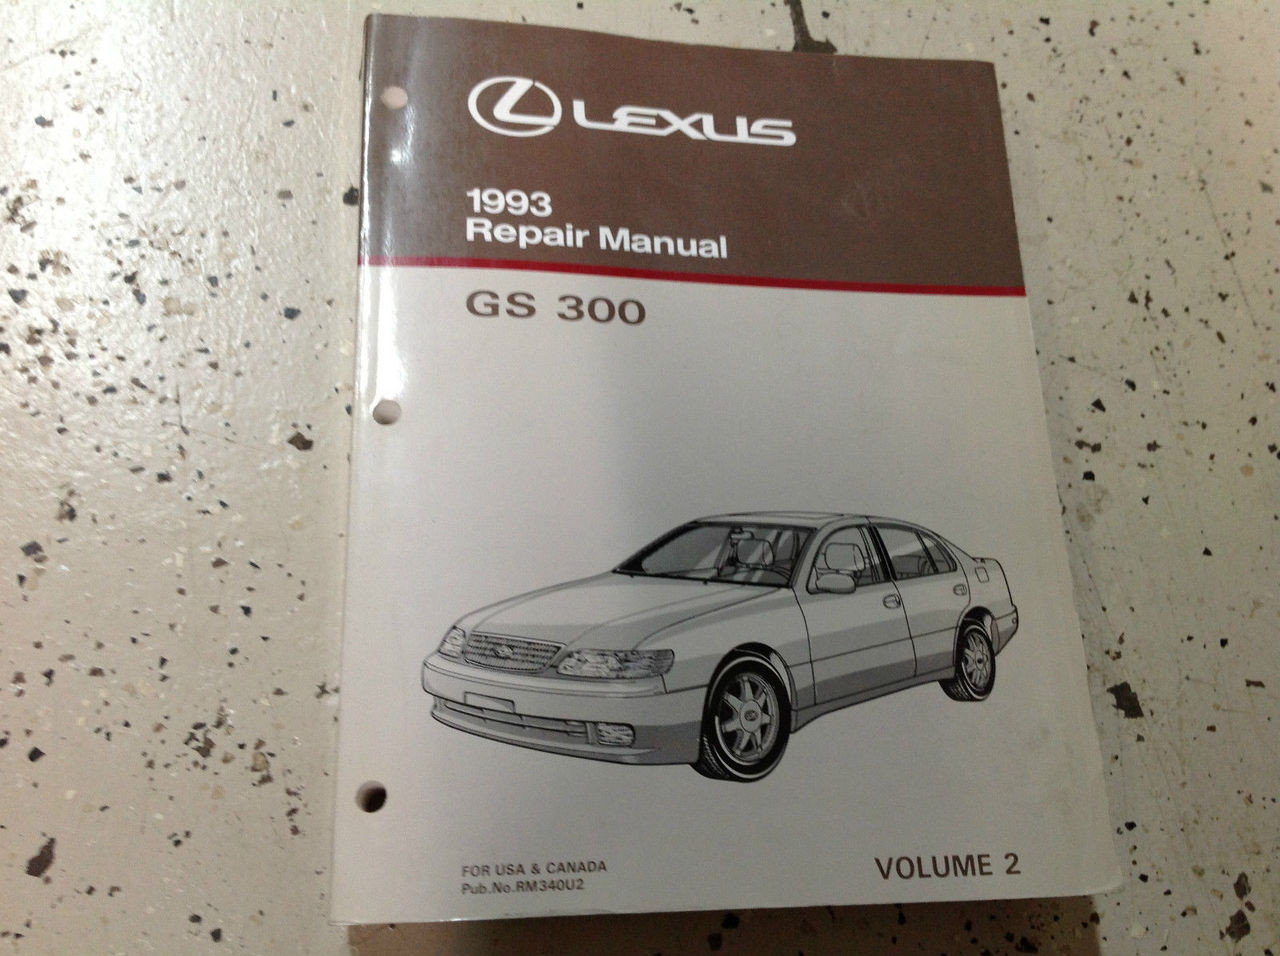 LEXUS
1993
Repair Manual
GS 300
FOR USA & CANADA
Pub.No.RM340U2
VOLUME 2